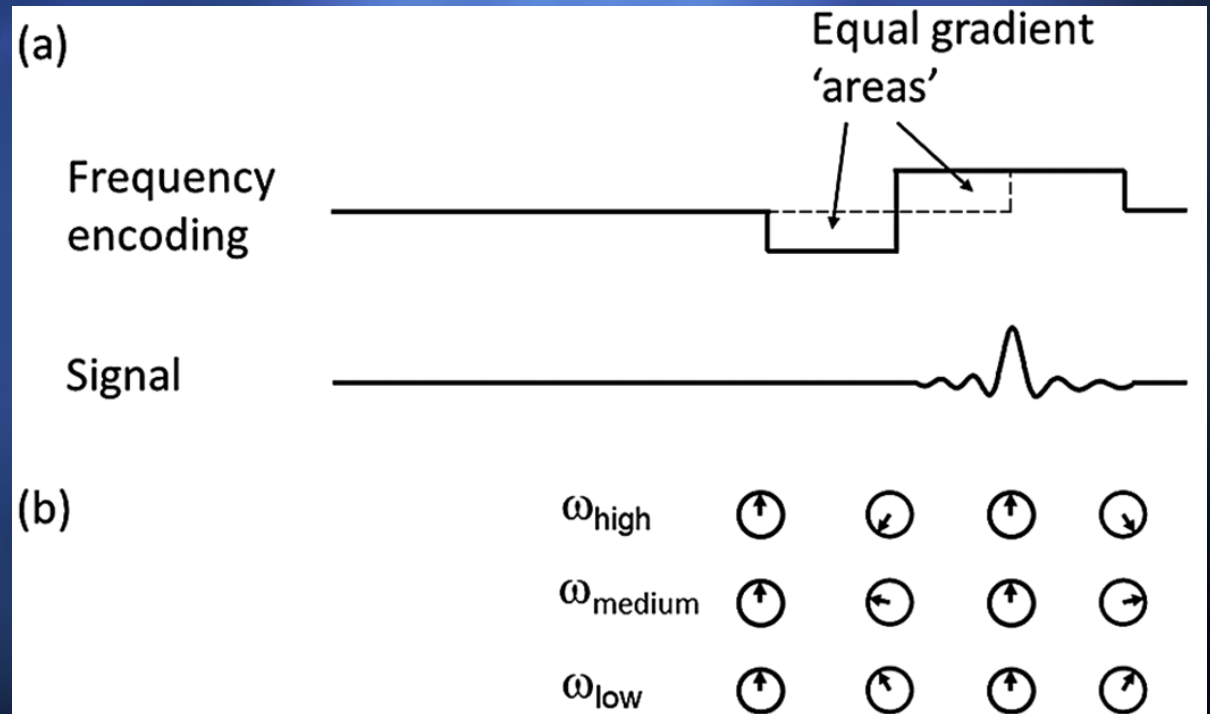 (a)
Equal gradient
‘areas’
Frequency
encoding
Signal
(b)
ωhigh
ωmedium
ωlow